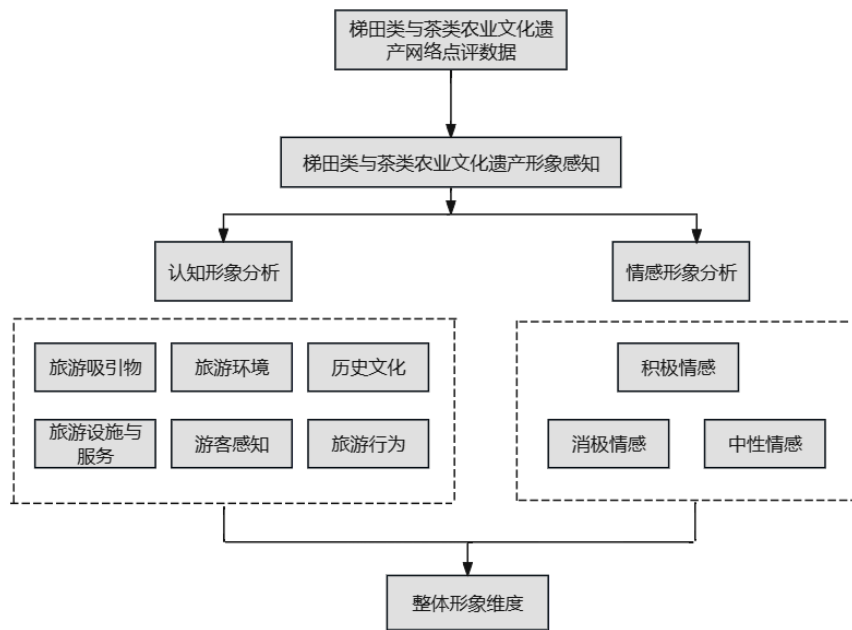 梯田类与茶类农业文化遗
产网络点评数据
梯田类与茶类农业文化遗产形象感知
认知形象分析
情感形象分析
旅游吸引物
旅游环境
历史文化
旅游设施与
服务
游客感知
旅游行为
积极情感
消极情感
中性情感
整体形象维度